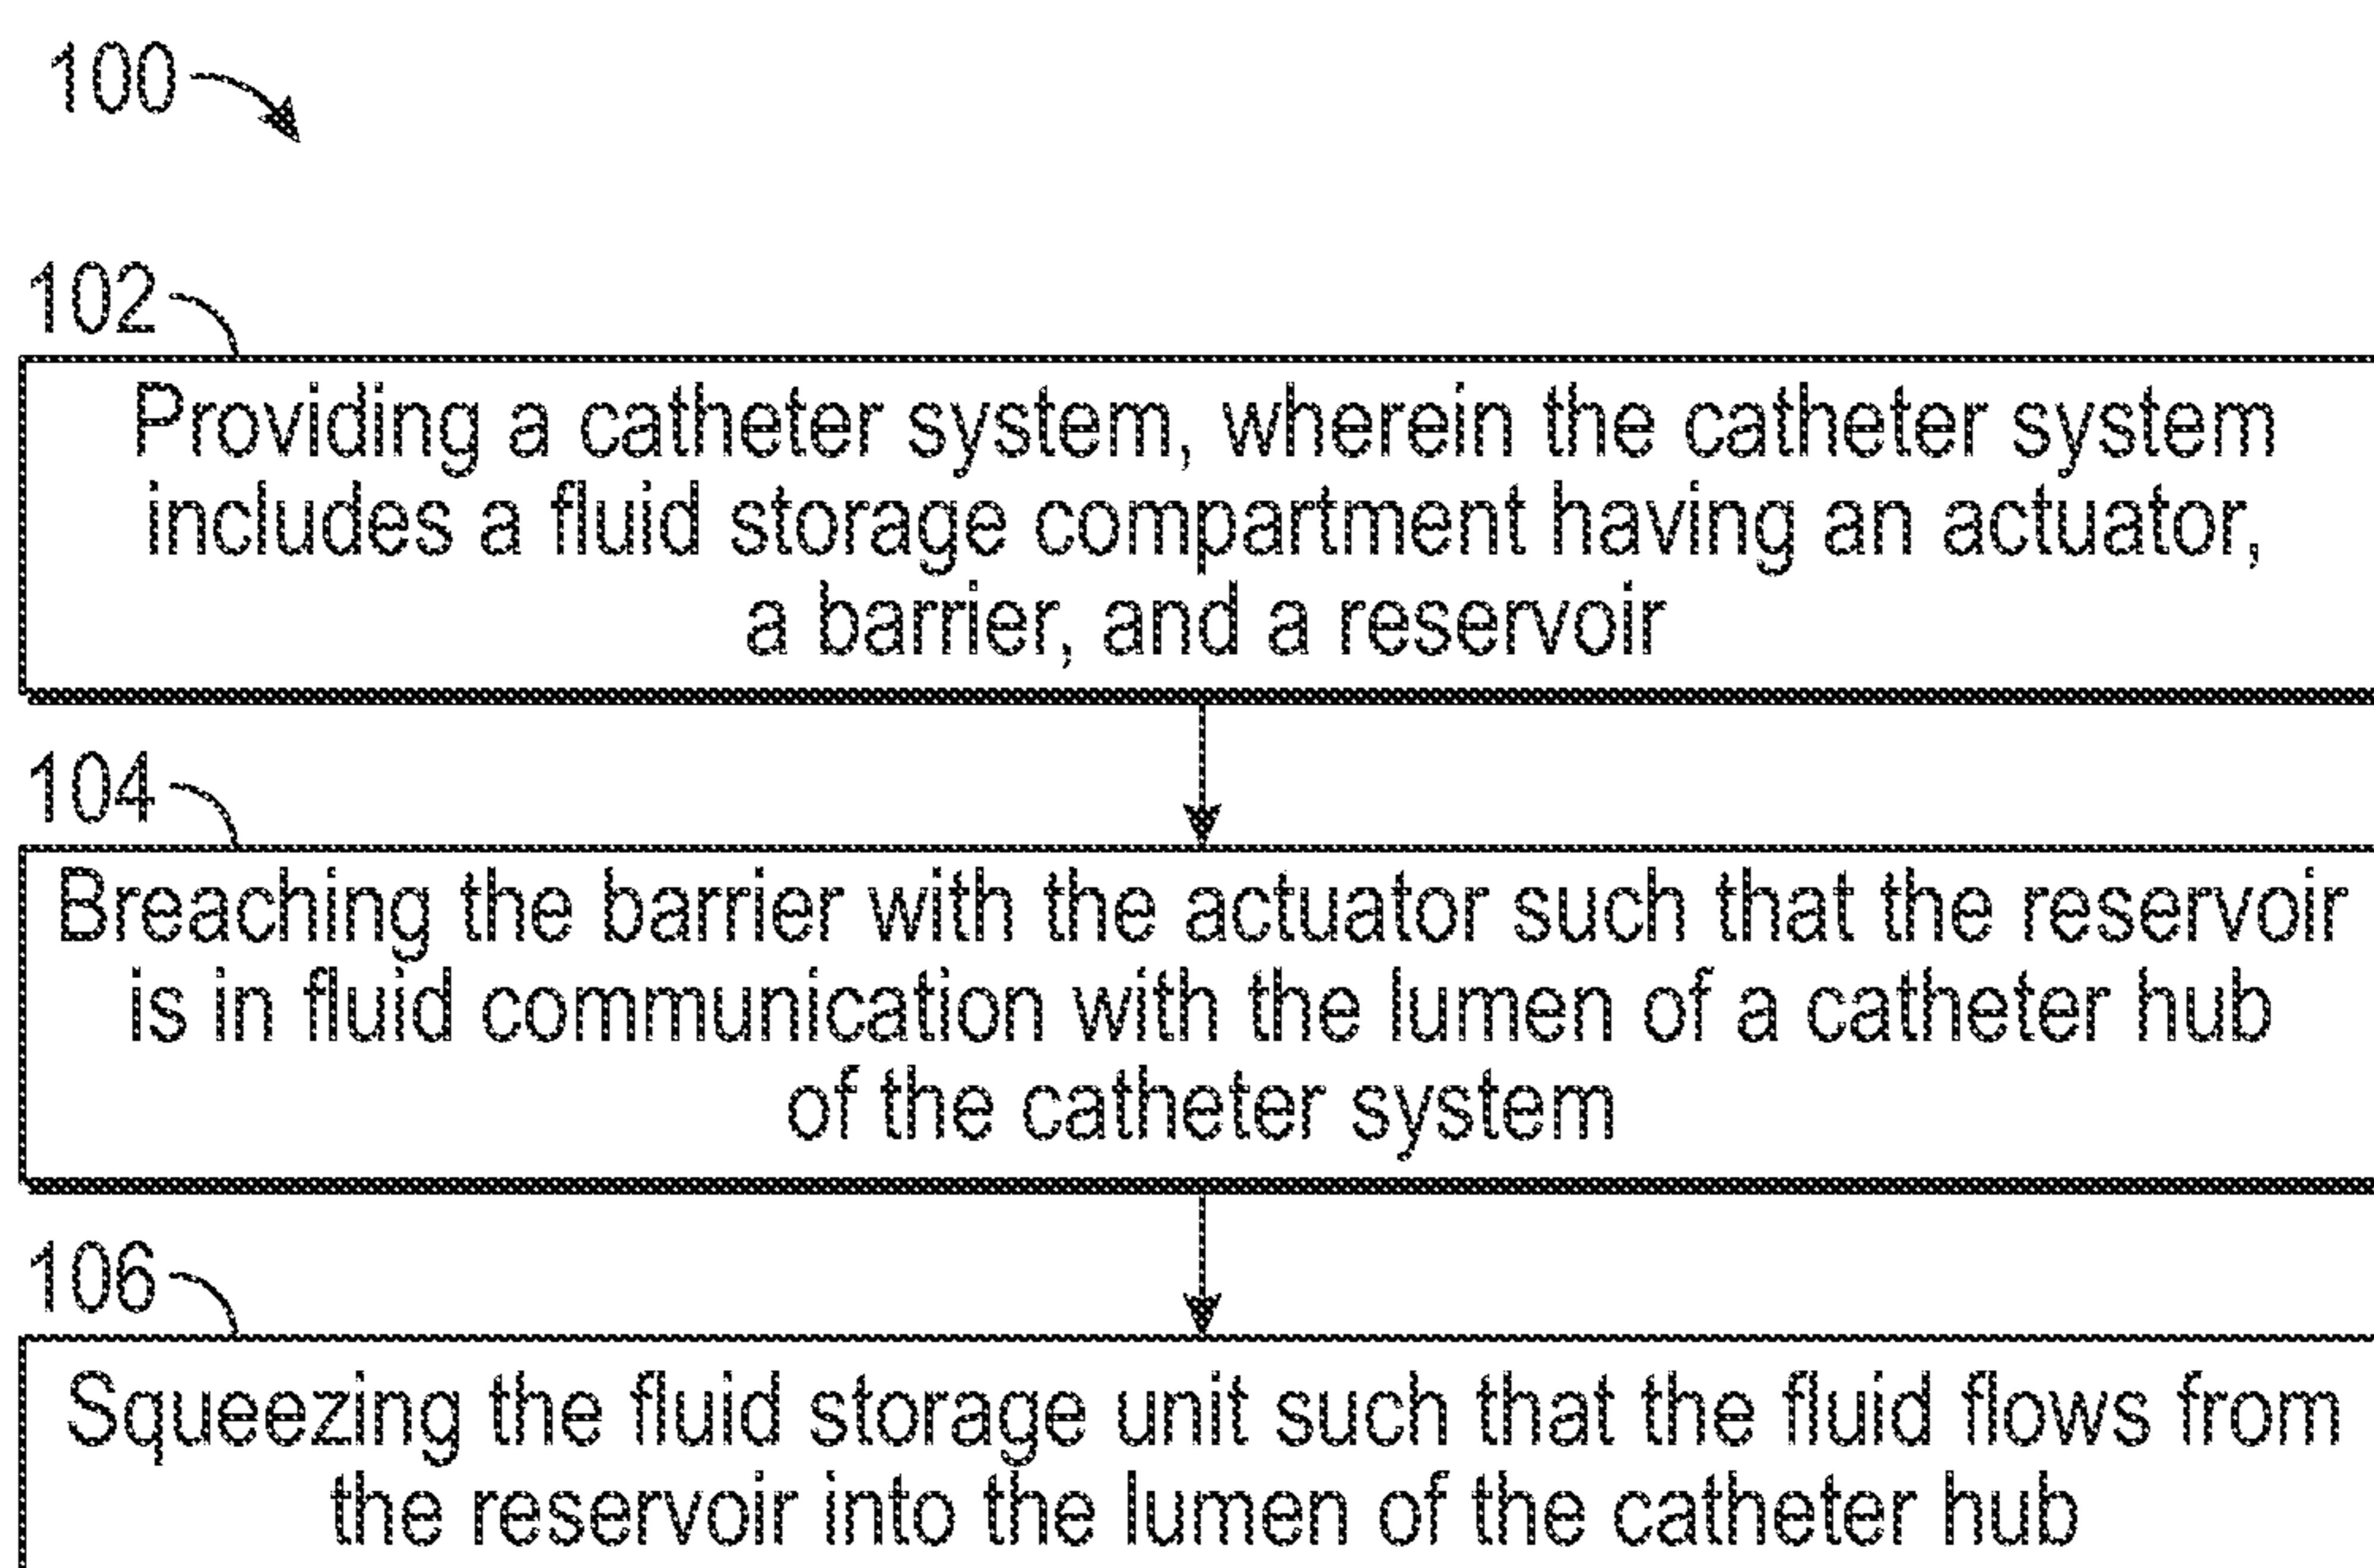 100
102
Providing a catheter system, wherein the catheter system
includes a fluid storage compartment having an actuator,
a barrier, and a reservoir
104
Breaching the barrier with the actuator such that the reservoir
is in fluid communication with the lumen of a catheter hub
of the catheter system
106
Squeezing the fluid storage unit such that the fluid flows from
the reservoir into the lumen of the catheter hub